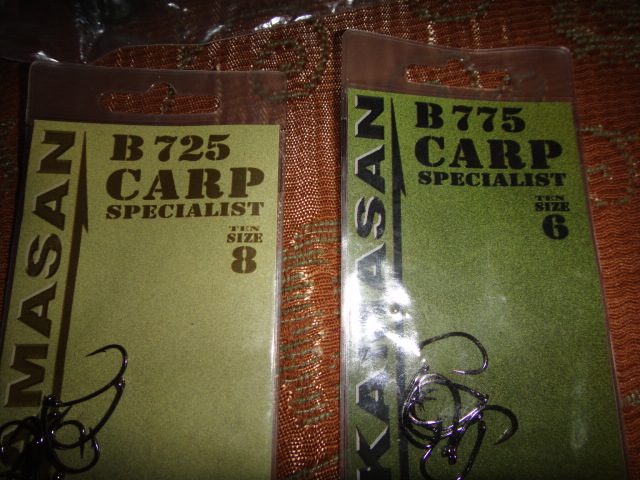 B 725
CARP
SPECIALIST
TEN
SIZE
8
MASAN
B 775
CARP
SPECIALIST
TEN
SIZE
6
KAMASAN